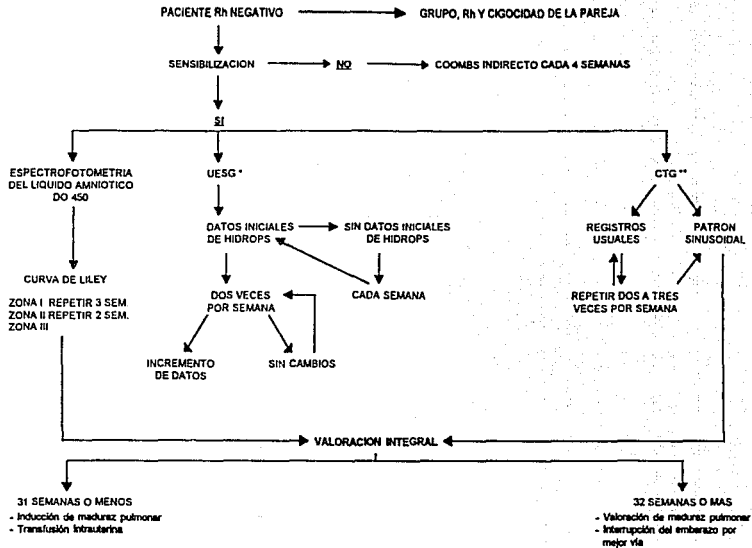 PACIENTE Rh NEGATIVO
GRUPO, Rh Y CIGOCIDAD DE LA PAREJA
SENSIBILIZACION
NO
COOMBS INDIRECTO CADA 4 SEMANAS
SI
ESPECTROFOTOMETRIA
DEL LIQUIDO AMNIOTICO
DO 450
UESG *
CTG **
DATOS INICIALES
DE HIDROPS
SIN DATOS INICIALES
DE HIDROPS
REGISTROS
USUALES
PATRON
SINUSOIDAL
CURVA DE LILEY
ZONA I REPETIR 3 SEM.
ZONA II REPETIR 2 SEM.
ZONA III
DOS VECES
POR SEMANA
CADA SEMANA
REPETIR DOS A TRES
VECES POR SEMANA
INCREMENTO
DE DATOS
SIN CAMBIOS
VALORACION INTEGRAL
31 SEMANAS O MENOS
- Inducción de madurez pulmonar
- Transfusión Intrauterina
32 SEMANAS O MAS
- Valoración de madurez pulmonar
- Interrupción del embarazo por
mejor vía